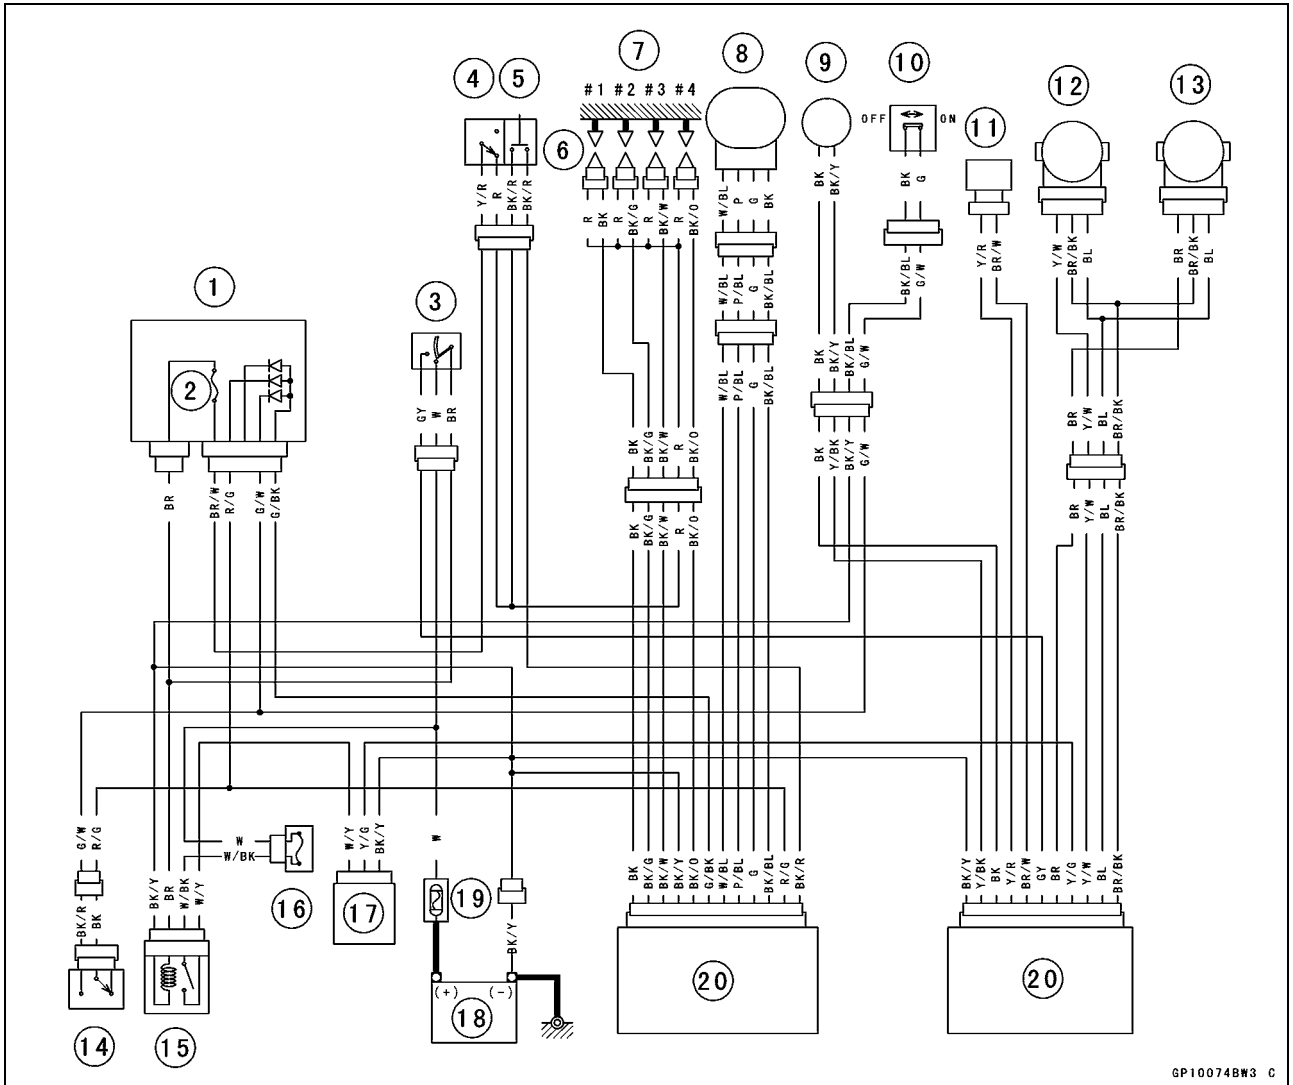 7
8
9
10
4
5
12
13
#1 #2 #3 #4
OFF
ON
11
6
Y/R
R
BK/R
BK/R
R
BK
R
BK/G
R
BK/W
R
BK/O
W/BL
P
G
BK
BK
BK/Y
BK
G
Y/R
BR/W
Y/W
BR/BK
BL
BR
BR/BK
BL
W/BL
P/BL
G
BK/BL
BK/BL
G/W
1
3
2
BK
BK/Y
BK/BL
G/W
W/BL
P/BL
G
BK/BL
GY
W
BR
BK
BK/G
BK/W
R
BK/O
BK
Y/BK
BK/Y
G/W
BR
Y/W
BL
BR/BK
BR
BR/W
R/G
G/W
G/BK
BK
BK/G
BK/W
R
BK/O
BR
Y/W
BL
BR/BK
G/W
R/G
W
W/BK
W/Y
Y/G
BK/Y
W
BK/Y
BR
W/BK
W/Y
BK
BK/G
BK/W
BK/Y
BK/O
G/BK
W/BL
P/BL
G
BK/BL
R/G
BK/R
BK/Y
Y/BK
BK
Y/R
BR/W
GY
BR
Y/G
Y/W
BL
BR/BK
BK/R
BK
16
17
19
BK/Y
20
20
(+)
(-)
18
14
15
GP10074BW3 C